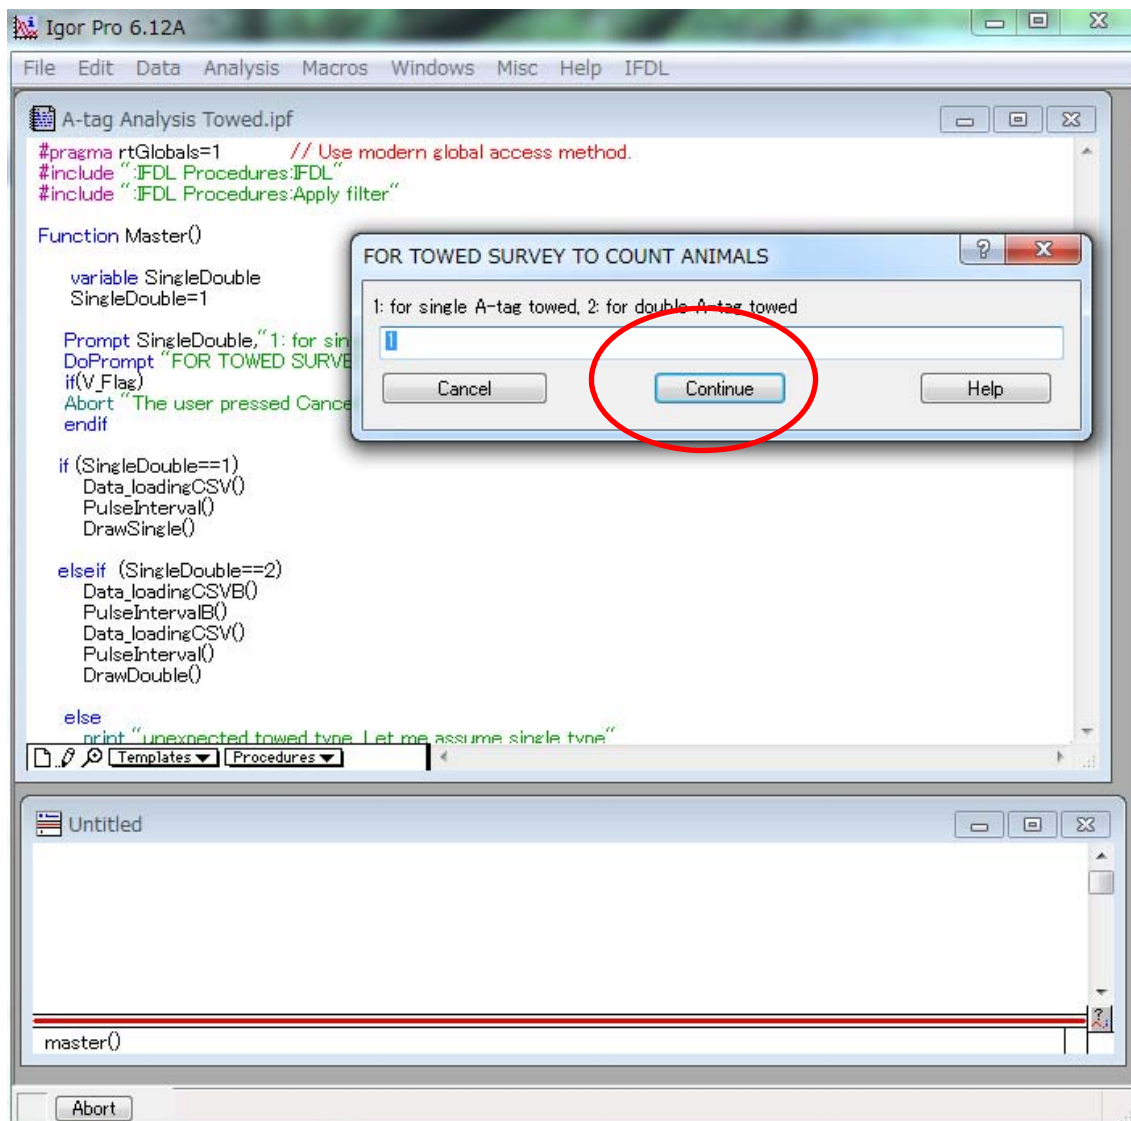 Igor Pro 6.12A
File Edit Data Analysis Macros Windows Misc Help IFDL
A-tag Analysis Towed.ipf
#pragma rtGlobals=1 // Use modern global access method.
#include ":IFDL Procedures:IFDL"
#include ":IFDL Procedures:Apply filter"
Function Master()
variable SingleDouble
SingleDouble=1
Prompt SingleDouble,"1: for sin
DoPrompt "FOR TOWED SURVE
if(V_Flag)
Abort "The user pressed Cance
endif
if (SingleDouble==1)
Data_loadingCSV()
PulseInterval()
DrawSingle()
elseif (SingleDouble==2)
Data_loadingCSVB()
PulseIntervalB()
Data_loadingCSV()
PulseInterval()
DrawDouble()
else
print "unexpected towed type. Let me assume single type"
Templates Procedures
FOR TOWED SURVEY TO COUNT ANIMALS
1: for single A-tag towed, 2: for double A-tag towed
1
Cancel Continue Help
Untitled
master()
Abort